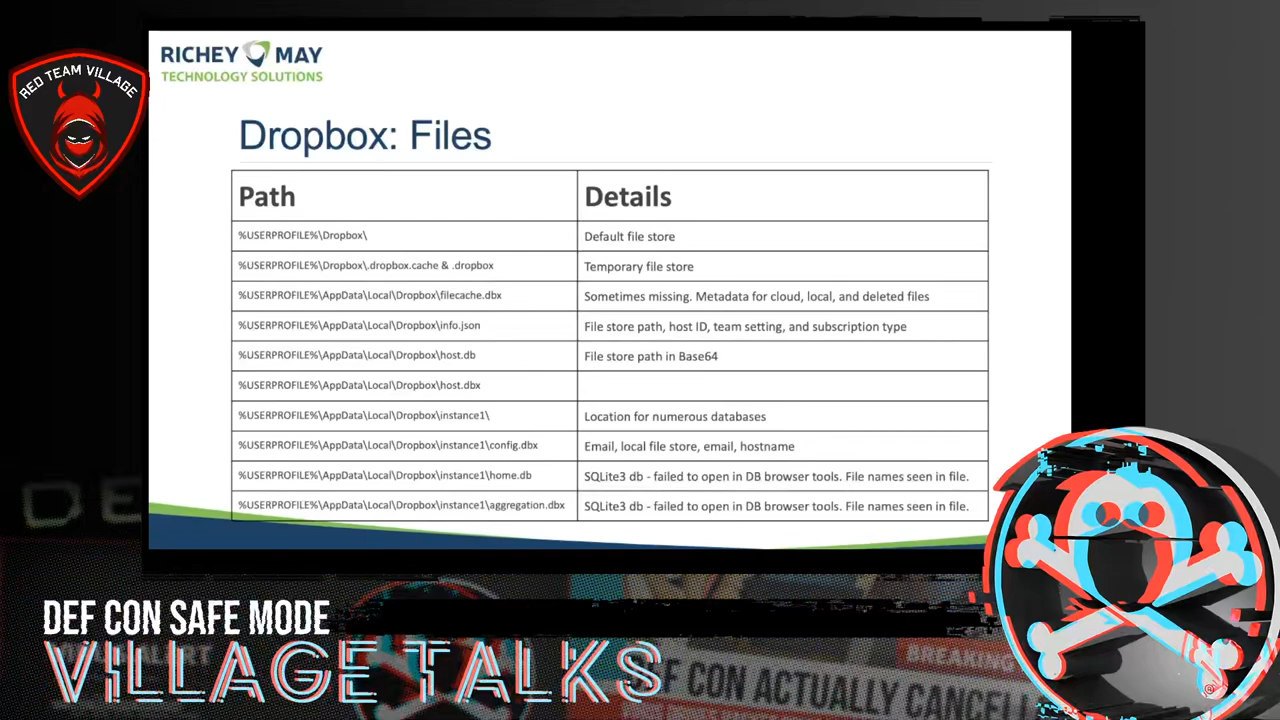 RICHEY MAY
TECHNOLOGY SOLUTIONS
RED TEAM VILLAGE
Dropbox: Files
Path Details
%USERPROFILE%\Dropbox\ Default file store
%USERPROFILE%\Dropbox\.dropbox.cache & .dropbox Temporary file store
%USERPROFILE%\AppData\Local\Dropbox\filecache.dbx Sometimes missing. Metadata for cloud, local, and deleted files
%USERPROFILE%\AppData\Local\Dropbox\info.json File store path, host ID, team setting, and subscription type
%USERPROFILE%\AppData\Local\Dropbox\host.db File store path in Base64
%USERPROFILE%\AppData\Local\Dropbox\host.dbx
%USERPROFILE%\AppData\Local\Dropbox\instance1\ Location for numerous databases
%USERPROFILE%\AppData\Local\Dropbox\instance1\config.dbx Email, local file store, email, hostname
%USERPROFILE%\AppData\Local\Dropbox\instance1\home.db SQLite3 db - failed to open in DB browser tools. File names seen in file.
%USERPROFILE%\AppData\Local\Dropbox\instance1\aggregation.dbx SQLite3 db - failed to open in DB browser tools. File names seen in file.
DEF CON SAFE MODE
VILLAGE TALKS
BREAKING
DEF CON ACTUALLY CANCELL